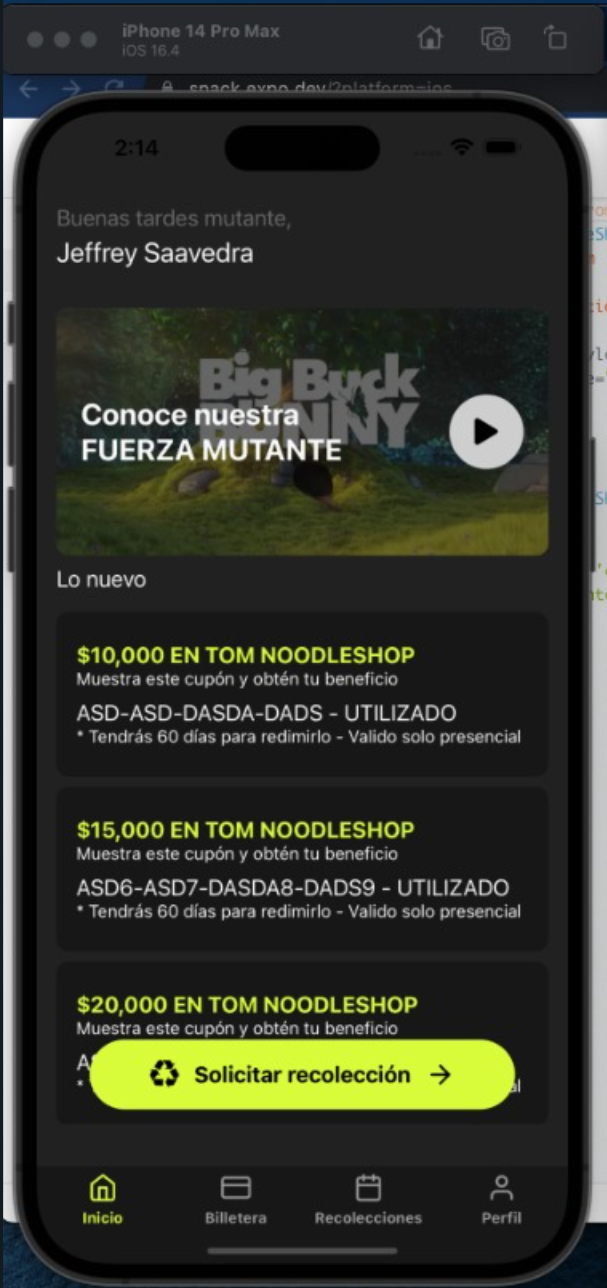 iPhone 14 Pro Max
iOS 16.4
snack.expo.dev/?platform=ios
2:14
Buenas tardes mutante,
Jeffrey Saavedra
Big Buck
BUNNY
Conoce nuestra
FUERZA MUTANTE
Lo nuevo
$10,000 EN TOM NOODLESHOP
Muestra este cupón y obtén tu beneficio
ASD-ASD-DASDA-DADS - UTILIZADO
* Tendrás 60 días para redimirlo - Valido solo presencial
$15,000 EN TOM NOODLESHOP
Muestra este cupón y obtén tu beneficio
ASD6-ASD7-DASDA8-DADS9 - UTILIZADO
* Tendrás 60 días para redimirlo - Valido solo presencial
$20,000 EN TOM NOODLESHOP
Muestra este cupón y obtén tu beneficio
Solicitar recolección →
Inicio
Billetera
Recolecciones
Perfil